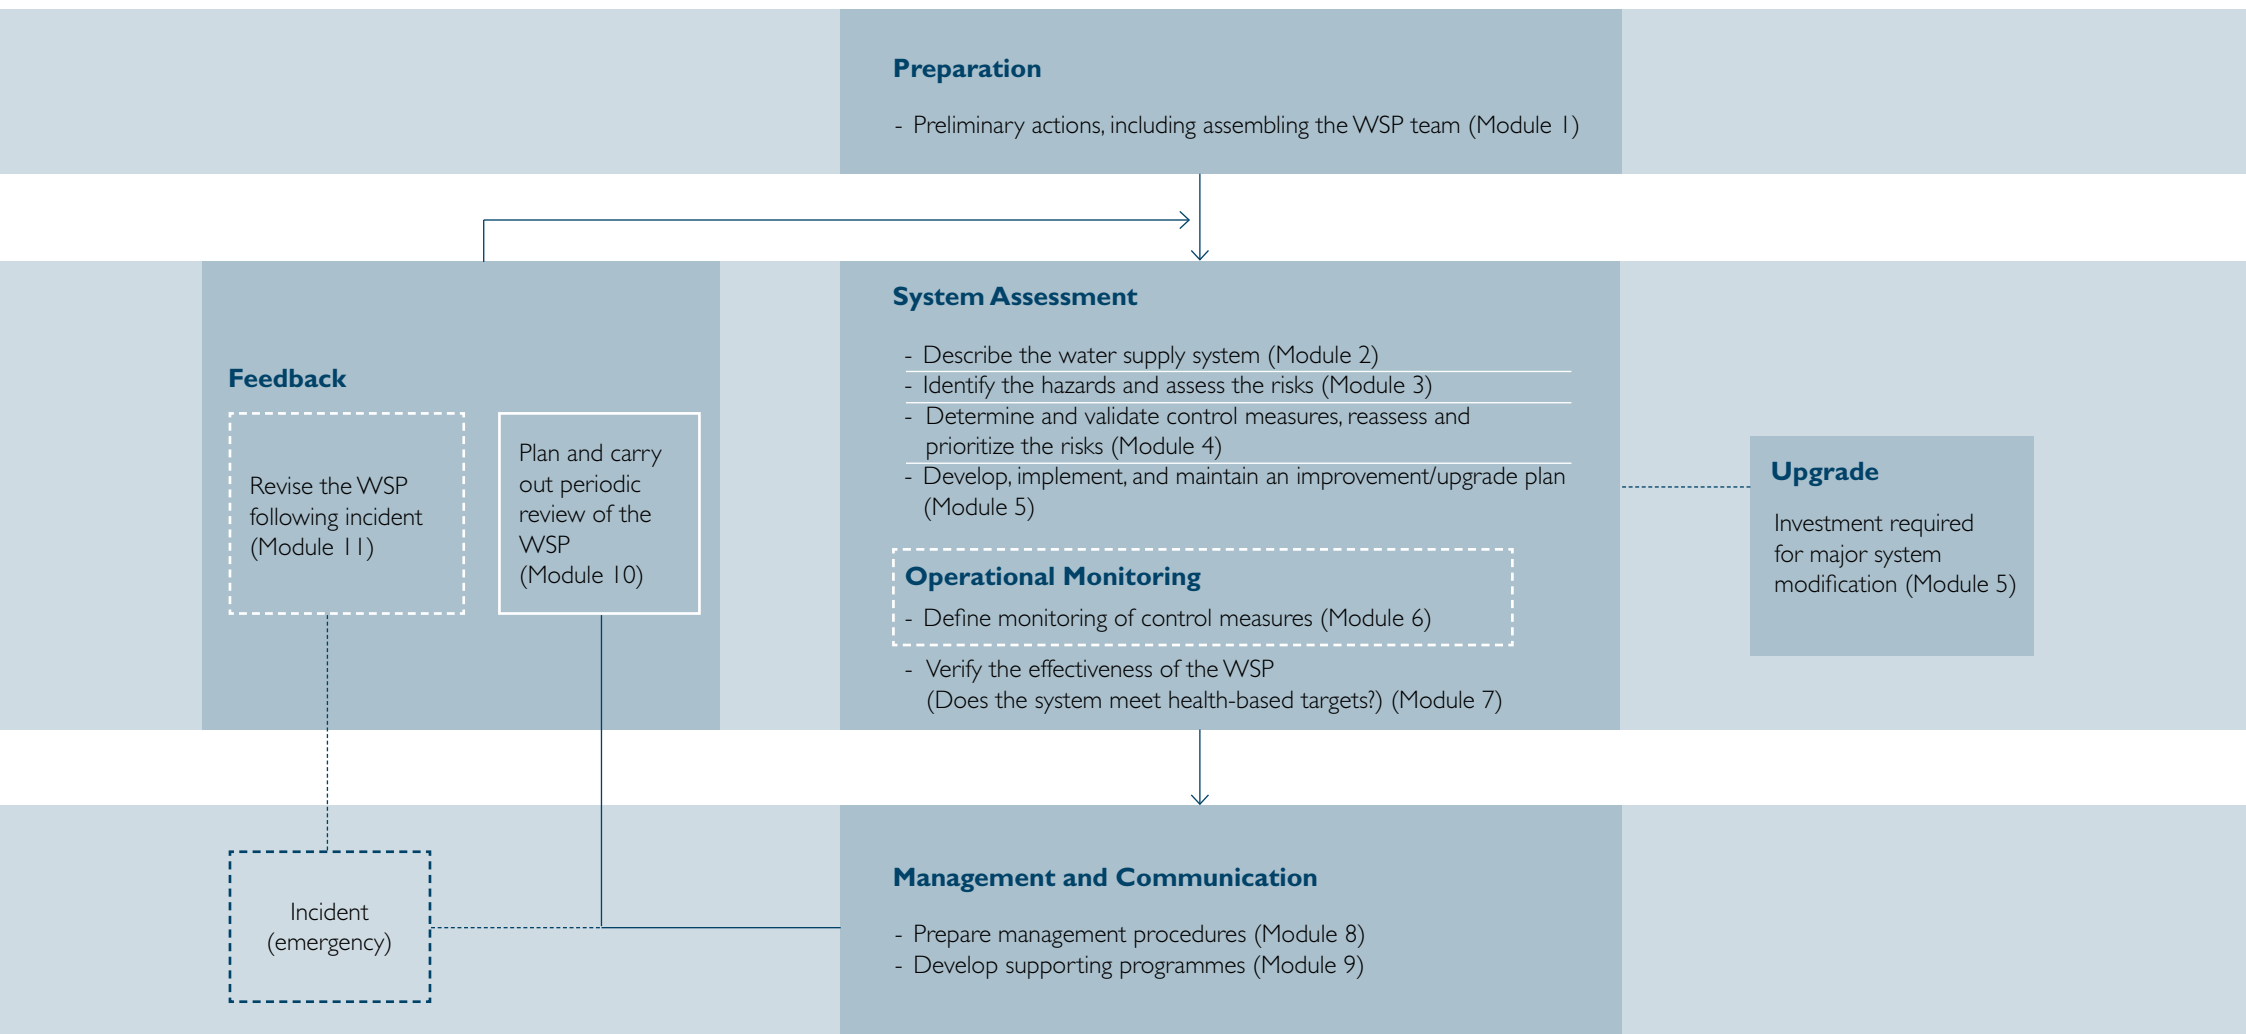 Preparation
- Preliminary actions, including assembling the WSP team (Module 1)
Feedback
Revise the WSP
following incident
(Module 11)
Plan and carry
out periodic
review of the
WSP
(Module 10)
System Assessment
- Describe the water supply system (Module 2)
- Identify the hazards and assess the risks (Module 3)
- Determine and validate control measures, reassess and
prioritize the risks (Module 4)
- Develop, implement, and maintain an improvement/upgrade plan
(Module 5)
Operational Monitoring
- Define monitoring of control measures (Module 6)
- Verify the effectiveness of the WSP
(Does the system meet health-based targets?) (Module 7)
Upgrade
Investment required
for major system
modification (Module 5)
Incident
(emergency)
Management and Communication
- Prepare management procedures (Module 8)
- Develop supporting programmes (Module 9)